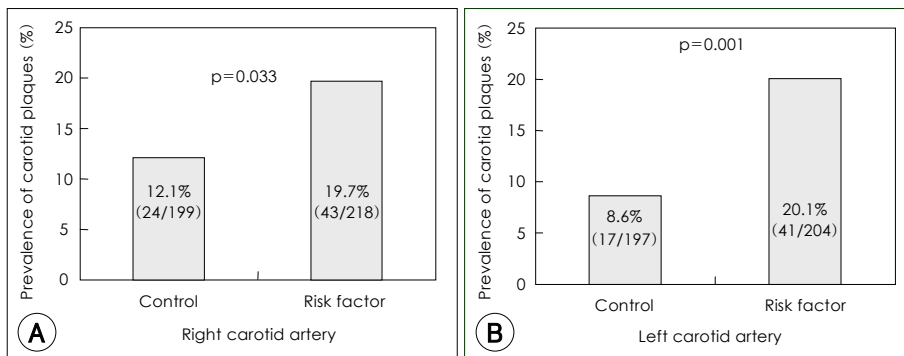 Prevalence of carotid plaques (%)
25
20
15
10
5
0
p=0.033
12.1%
(24/199)
19.7%
(43/218)
Control
Risk factor
Right carotid artery
A
Prevalence of carotid plaques (%)
25
20
15
10
5
0
p=0.001
8.6%
(17/197)
20.1%
(41/204)
Control
Risk factor
Left carotid artery
B